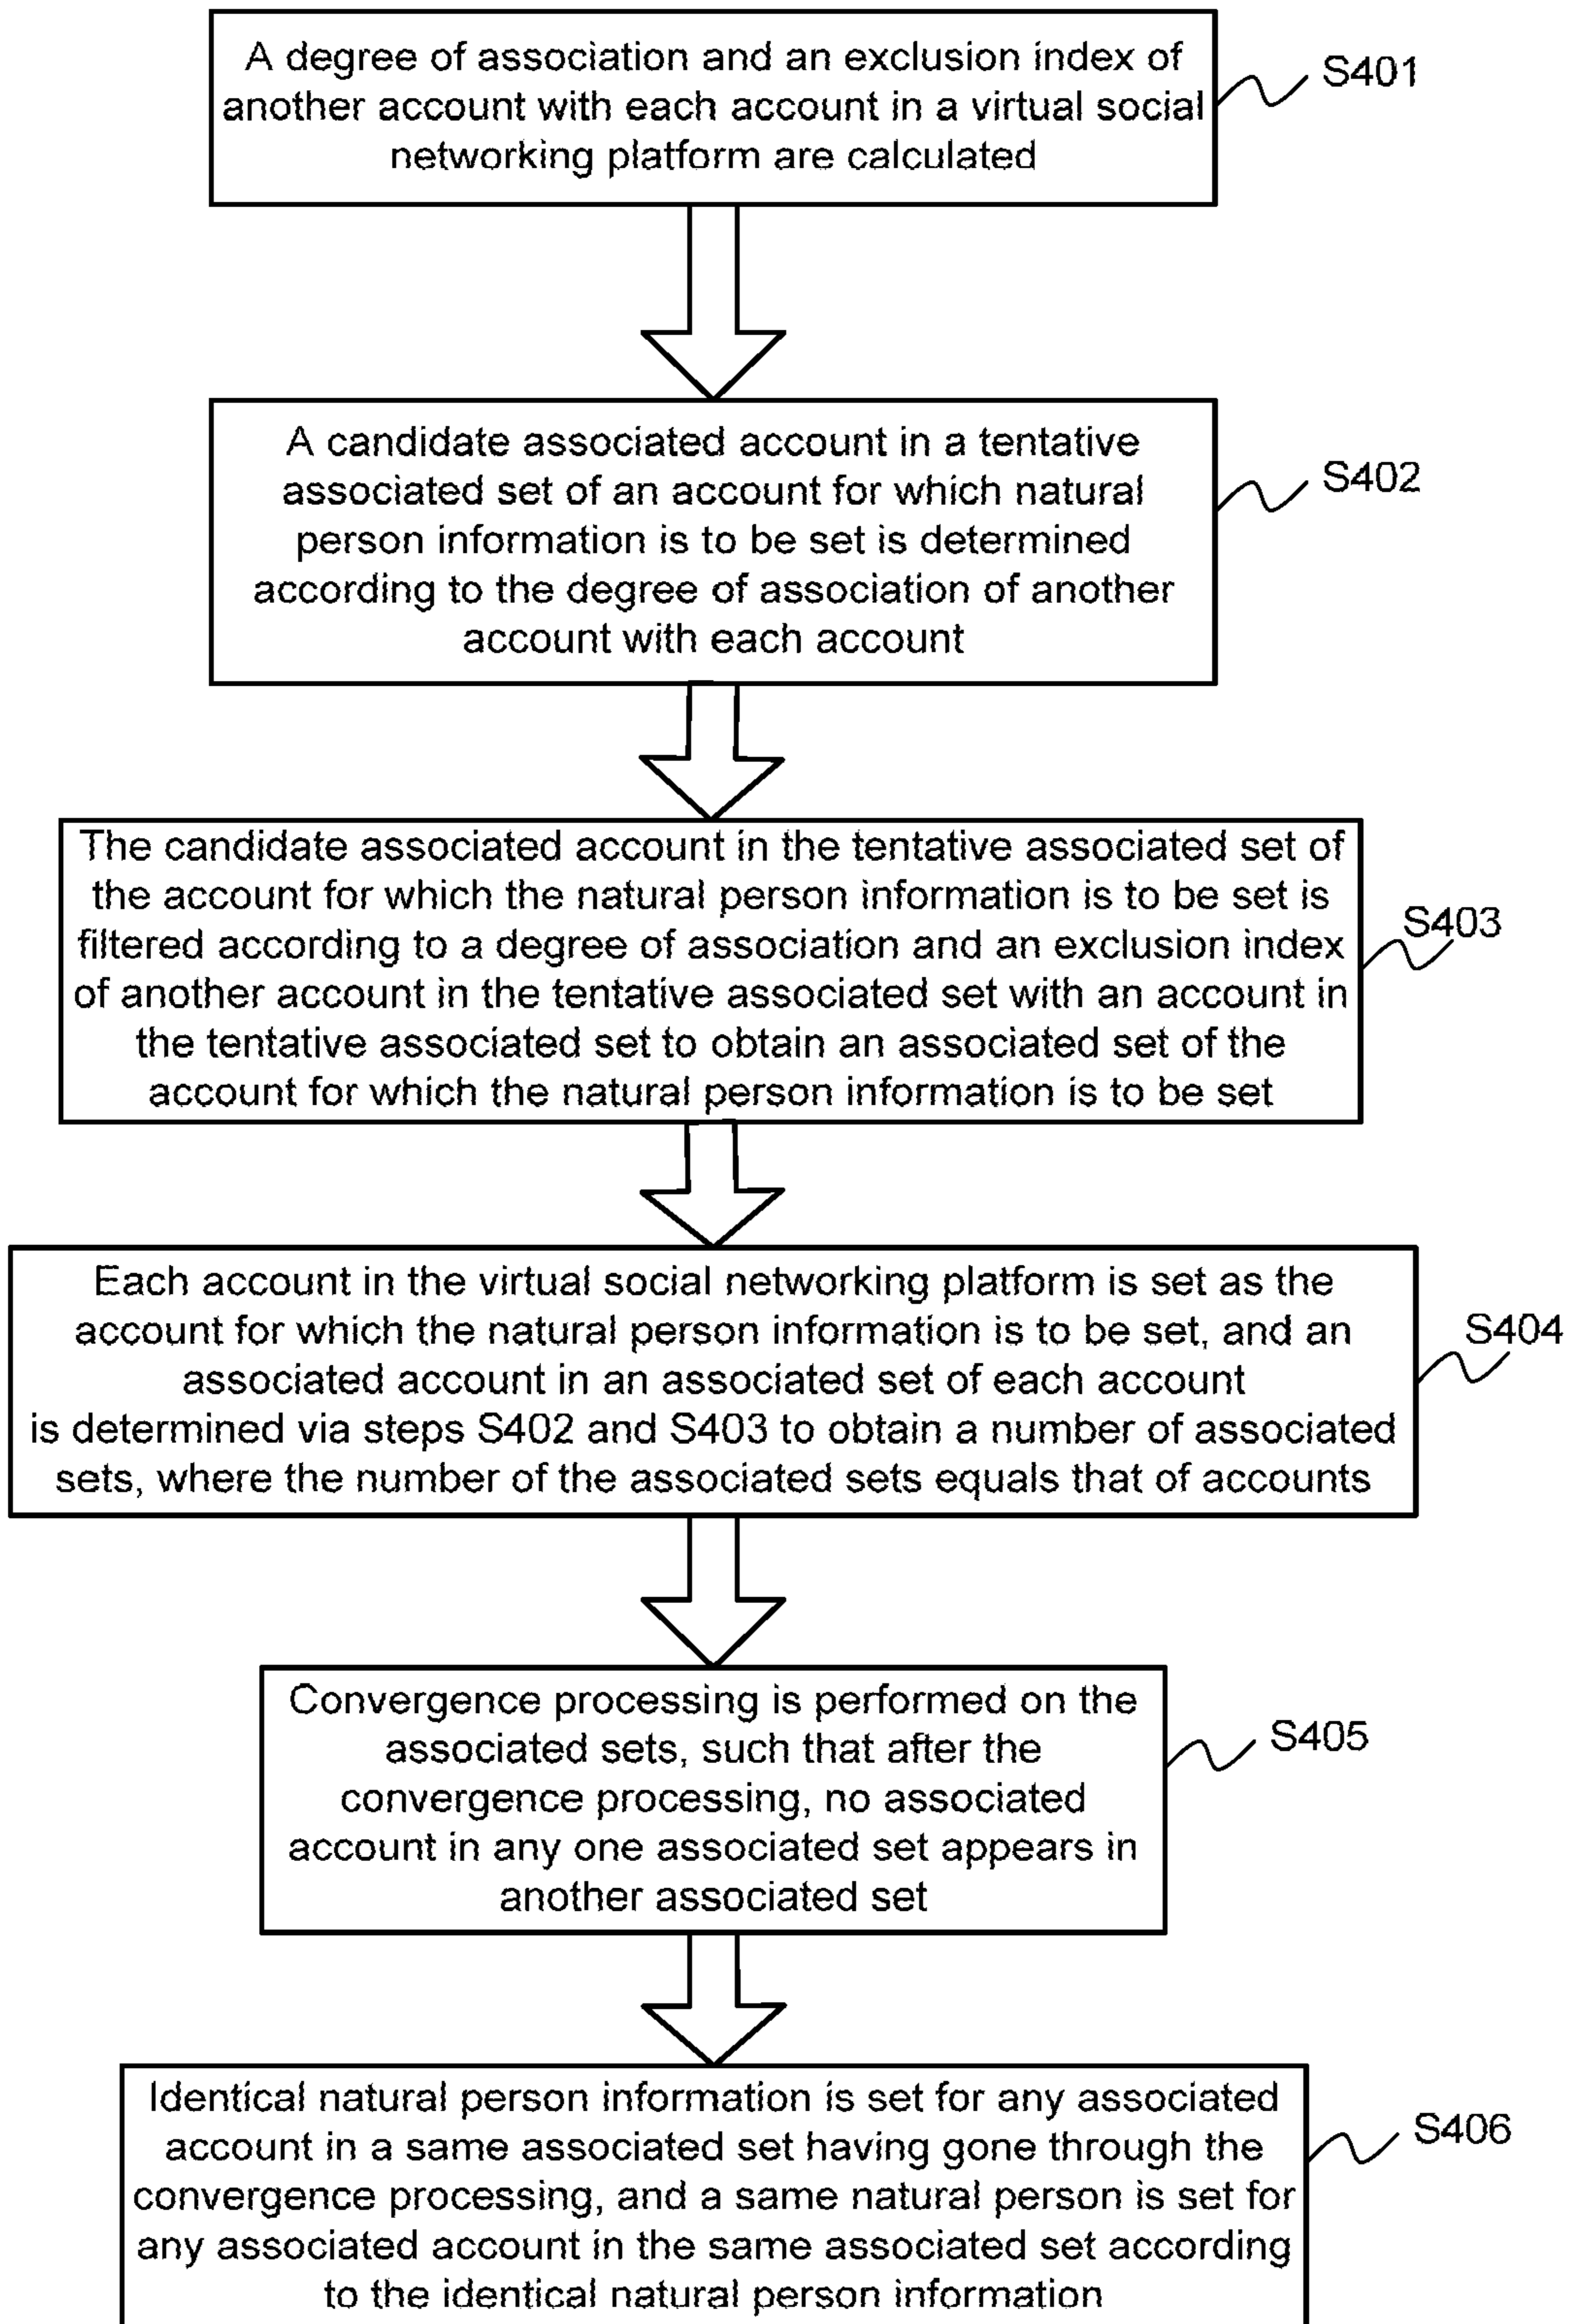 A degree of association and an exclusion index of
another account with each account in a virtual social
networking platform are calculated
S401
A candidate associated account in a tentative
associated set of an account for which natural
person information is to be set is determined
according to the degree of association of another
account with each account
S402
The candidate associated account in the tentative associated set of
the account for which the natural person information is to be set is
filtered according to a degree of association and an exclusion index
of another account in the tentative associated set with an account in
the tentative associated set to obtain an associated set of the
account for which the natural person information is to be set
S403
Each account in the virtual social networking platform is set as the
account for which the natural person information is to be set, and an
associated account in an associated set of each account
is determined via steps S402 and S403 to obtain a number of associated
sets, where the number of the associated sets equals that of accounts
S404
Convergence processing is performed on the
associated sets, such that after the
convergence processing, no associated
account in any one associated set appears in
another associated set
S405
Identical natural person information is set for any associated
account in a same associated set having gone through the
convergence processing, and a same natural person is set for
any associated account in the same associated set according
to the identical natural person information
S406